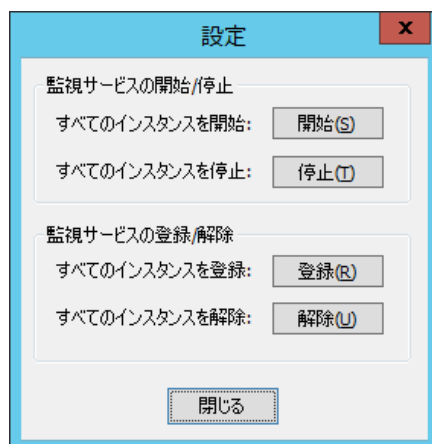 設定
x
監視サービスの開始/停止
すべてのインスタンスを開始: 開始(S)
すべてのインスタンスを停止: 停止(T)
監視サービスの登録/解除
すべてのインスタンスを登録: 登録(R)
すべてのインスタンスを解除: 解除(U)
閉じる